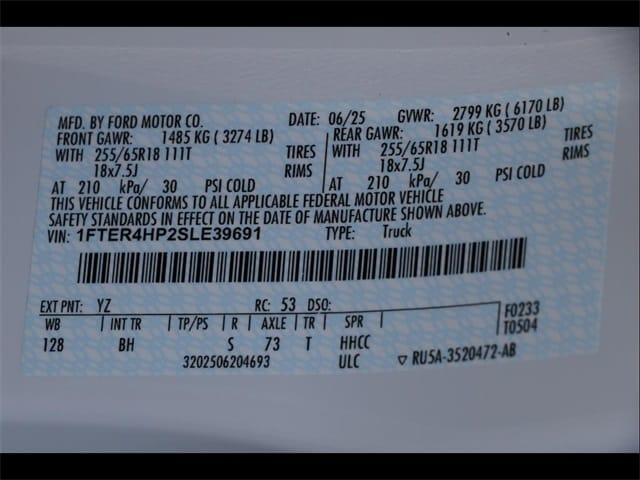 MFD. BY FORD MOTOR CO. DATE: 06/25 GVWR: 2799 KG ( 6170 LB)
FRONT GAWR: 1485 KG ( 3274 LB) REAR GAWR: 1619 KG ( 3570 LB)
WITH 255/65R18 111T TIRES WITH 255/65R18 111T TIRES
18x7.5J RIMS 18x7.5J RIMS
AT 210 kPa/ 30 PSI COLD AT 210 kPa/ 30 PSI COLD
THIS VEHICLE CONFORMS TO ALL APPLICABLE FEDERAL MOTOR VEHICLE
SAFETY STANDARDS IN EFFECT ON THE DATE OF MANUFACTURE SHOWN ABOVE.
VIN: 1FTER4HP2SLE39691 TYPE: Truck
EXT PNT: YZ RC: 53 DSO: F0233
WB INT TR TP/PS R AXLE TR SPR T0504
128 BH S 73 T HHCC
3202506204693 ULC ▽ RU5A-3520472-AB